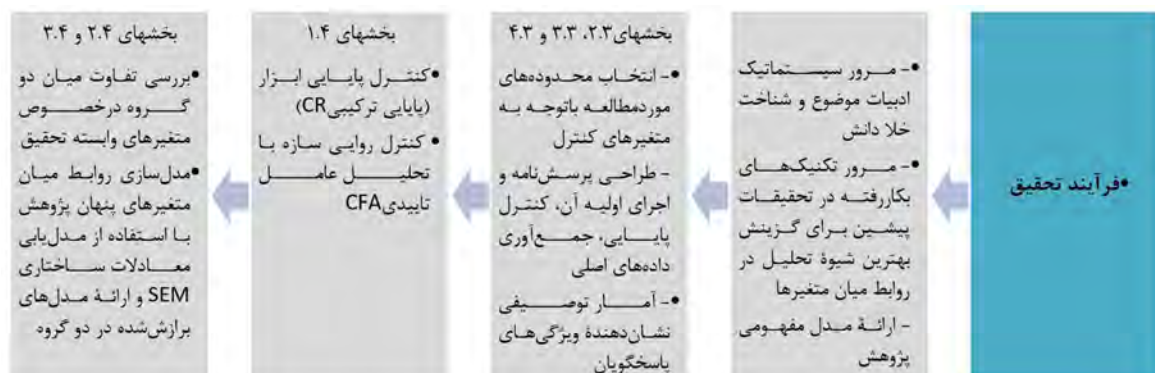 •فرآیند تحقیق
•- مرور سیستماتیک
ادبیات موضوع و شناخت
خلا دانش
•- مرور تکنیک‌های
بکاررفته در تحقیقات
پیشین برای گزینش
بهترین شیوۀ تحلیل در
روابط میان متغیرها
- ارائۀ مدل مفهومی
پژوهش
بخشهای۲.۳، ۳.۳ و ۴.۳
•- انتخاب محدوده‌های
موردمطالعه باتوجه به
متغیرهای کنترل
- طراحی پرسش‌نامه و
اجرای اولیه آن، کنترل
پایایی، جمع‌آوری
داده‌های اصلی
•- آمار توصیفی
نشان‌دهندۀ ویژگی‌های
پاسخگویان
بخشهای ۱.۴
•کنترل پایایی ابزار
(پایایی ترکیبیCR)
• کنترل روایی سازه با
تحلیل عامل
تاییدیCFA
بخشهای ۲.۴ و ۳.۴
•بررسی تفاوت میان دو
گروه درخصوص
متغیرهای وابسته تحقیق
•مدل‌سازی روابط میان
متغیرهای پنهان پژوهش
با استفاده از مدل‌یابی
معادلات ساختاری
SEM و ارائۀ مدل‌های
برازش‌شده در دو گروه